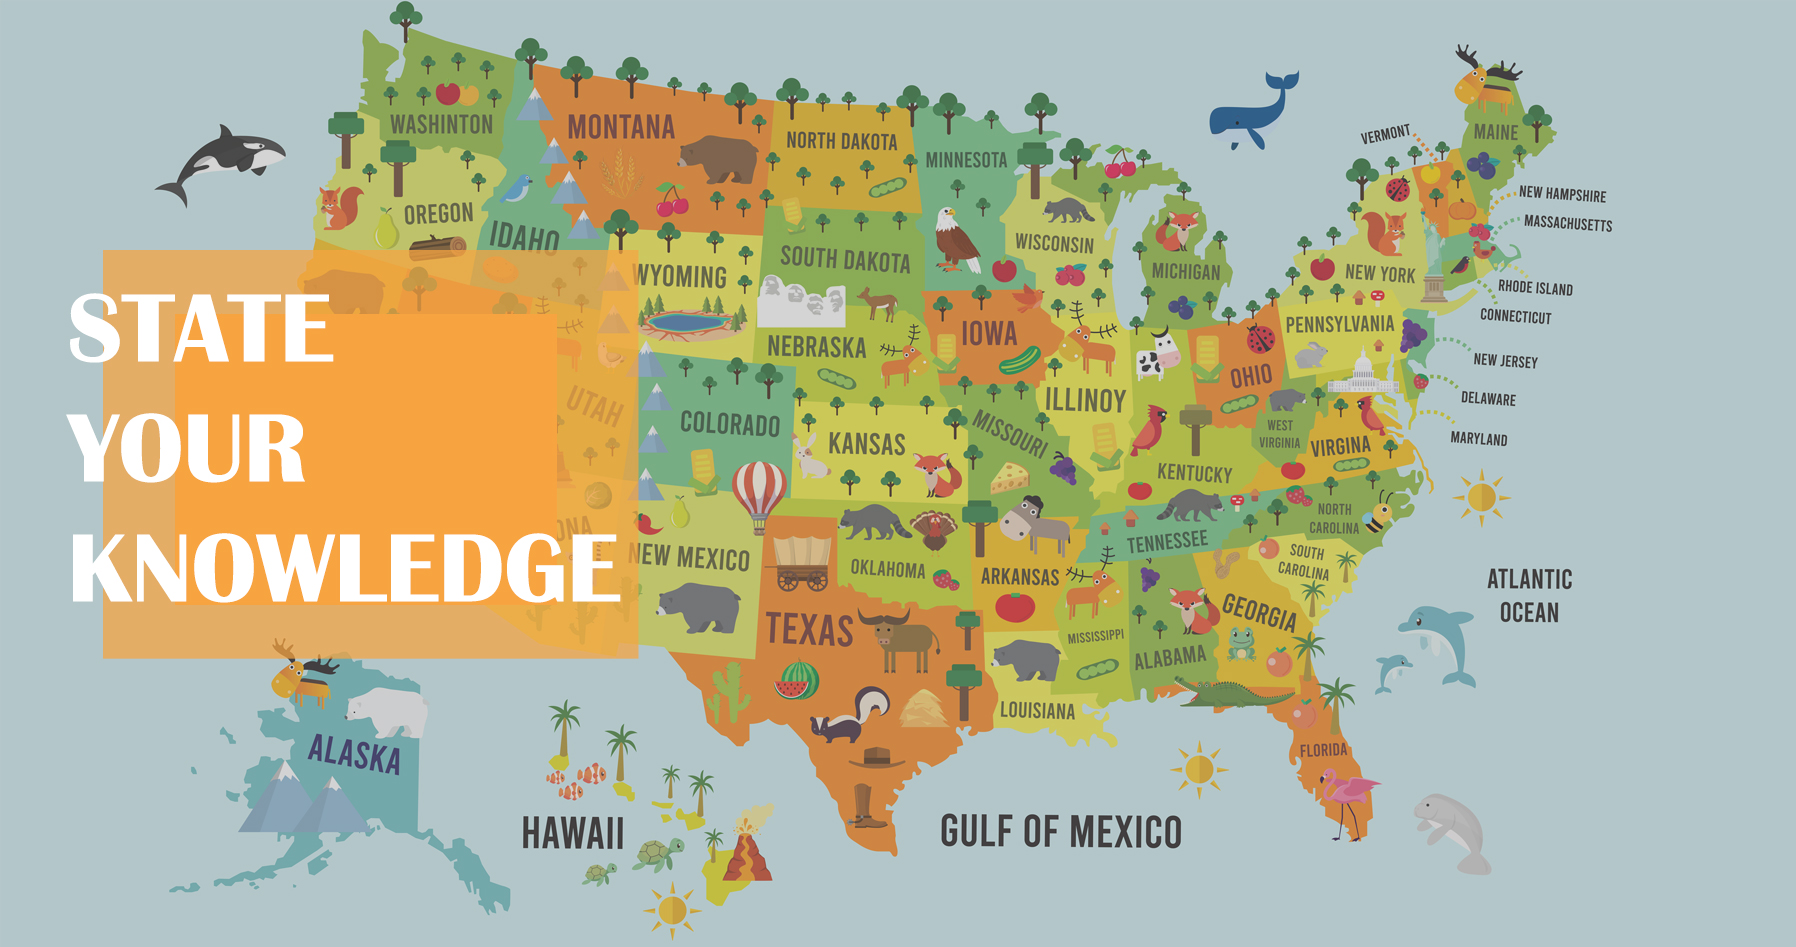 STATE
YOUR
KNOWLEDGE
WASHINTON
MONTANA
NORTH DAKOTA
MINNESOTA
MAINE
VERMONT
NEW HAMPSHIRE
MASSACHUSETTS
OREGON
IDAHO
WYOMING
SOUTH DAKOTA
WISCONSIN
MICHIGAN
NEW YORK
RHODE ISLAND
CONNECTICUT
NEBRASKA
IOWA
ILLINOY
OHIO
PENNSYLVANIA
NEW JERSEY
DELAWARE
MARYLAND
UTAH
COLORADO
KANSAS
MISSOURI
KENTUCKY
WEST
VIRGINIA
VIRGINA
ONA
NEW MEXICO
OKLAHOMA
ARKANSAS
TENNESSEE
NORTH
CAROLINA
SOUTH
CAROLINA
TEXAS
MISSISSIPPI
ALABAMA
GEORGIA
LOUISIANA
FLORIDA
ATLANTIC
OCEAN
ALASKA
HAWAII
GULF OF MEXICO